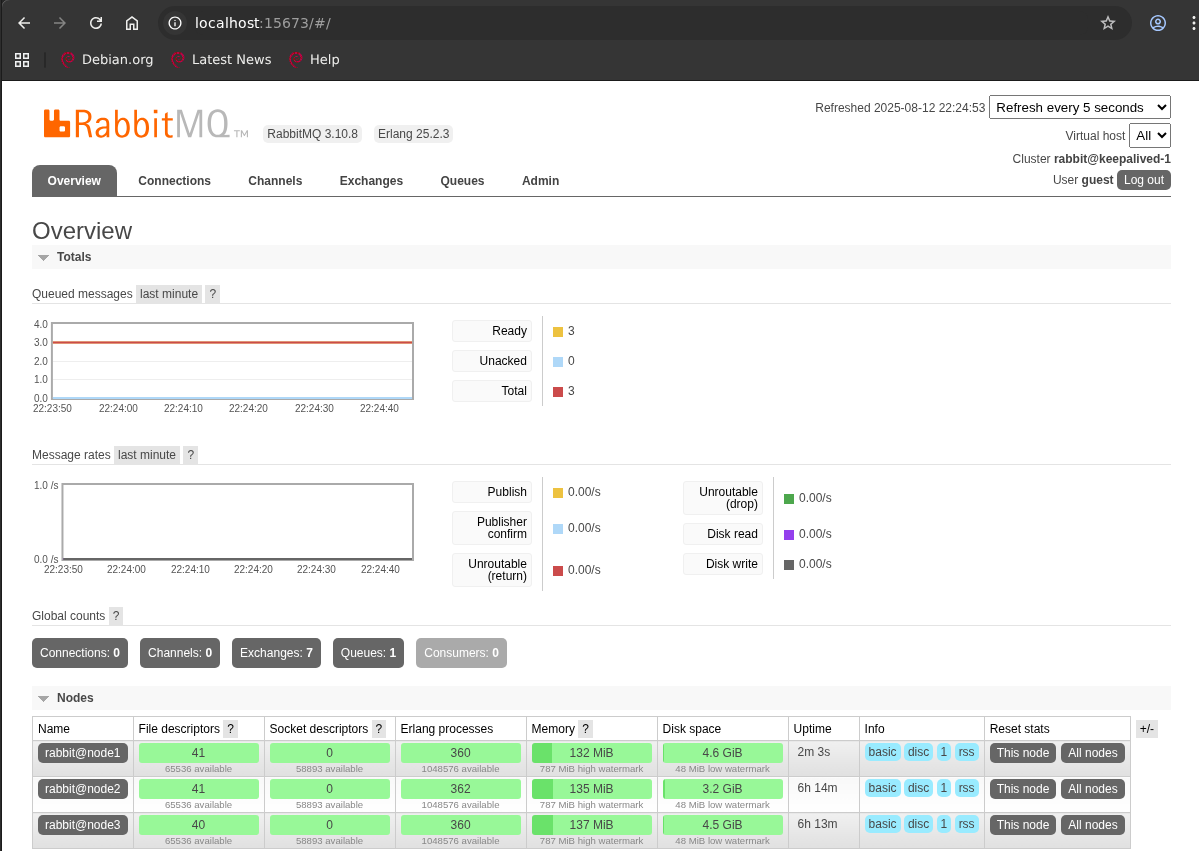 localhost:15673/#/
Debian.org Latest News Help
RabbitMQ TM RabbitMQ 3.10.8 Erlang 25.2.3
Refreshed 2025-08-12 22:24:53 Refresh every 5 seconds
Virtual host All
Cluster rabbit@keepalived-1
User guest Log out
Overview Connections Channels Exchanges Queues Admin
Overview
Totals
Queued messages last minute ?
4.0
3.0
2.0
1.0
0.0
22:23:50 22:24:00 22:24:10 22:24:20 22:24:30 22:24:40
Ready 3
Unacked 0
Total 3
Message rates last minute ?
1.0 /s
0.0 /s
22:23:50 22:24:00 22:24:10 22:24:20 22:24:30 22:24:40
Publish 0.00/s
Publisher
confirm 0.00/s
Unroutable
(return) 0.00/s
Unroutable
(drop) 0.00/s
Disk read 0.00/s
Disk write 0.00/s
Global counts ?
Connections: 0 Channels: 0 Exchanges: 7 Queues: 1 Consumers: 0
Nodes
Name File descriptors ? Socket descriptors ? Erlang processes Memory ? Disk space Uptime Info Reset stats +/-
rabbit@node1 41 0 360 132 MiB 4.6 GiB 2m 3s basic disc 1 rss This node All nodes
65536 available 58893 available 1048576 available 787 MiB high watermark 48 MiB low watermark
rabbit@node2 41 0 362 135 MiB 3.2 GiB 6h 14m basic disc 1 rss This node All nodes
65536 available 58893 available 1048576 available 787 MiB high watermark 48 MiB low watermark
rabbit@node3 40 0 360 137 MiB 4.5 GiB 6h 13m basic disc 1 rss This node All nodes
65536 available 58893 available 1048576 available 787 MiB high watermark 48 MiB low watermark